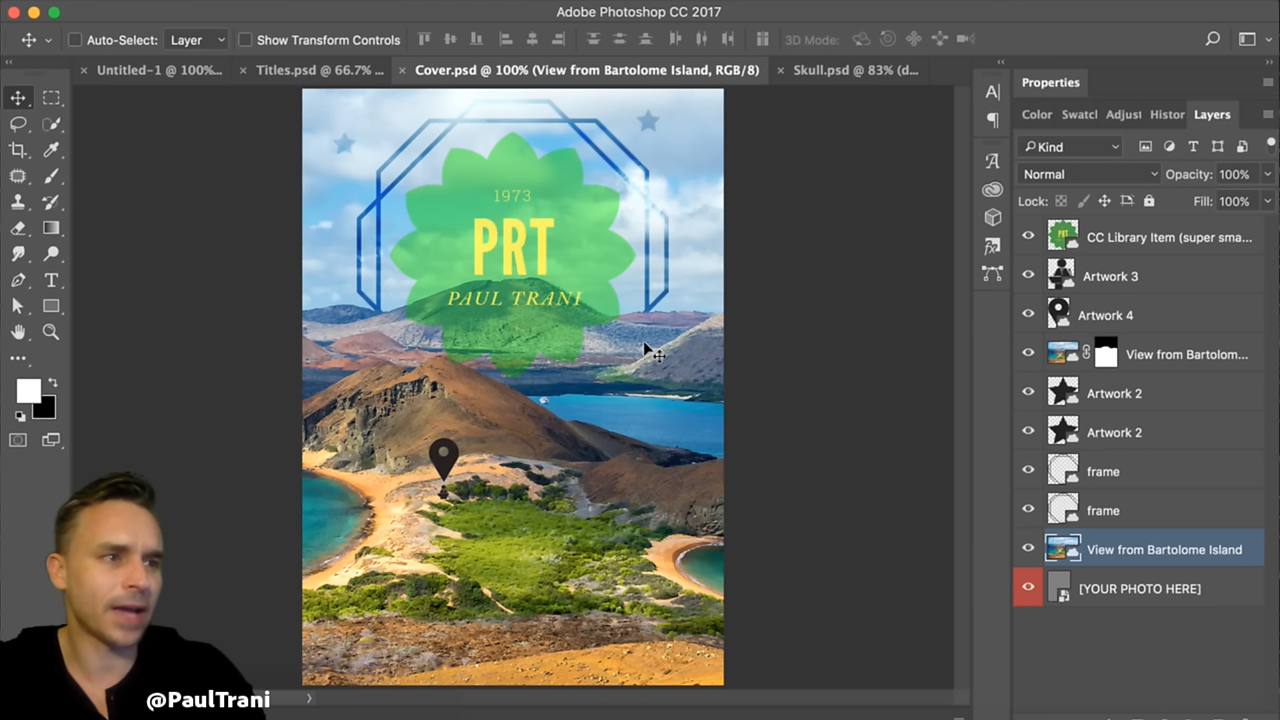 Adobe Photoshop CC 2017
Auto-Select:
Layer
Show Transform Controls
3D Mode:
Untitled-1 @ 100%...
Titles.psd @ 66.7% ...
Cover.psd @ 100% (View from Bartolome Island, RGB/8)
Skull.psd @ 83% (d...
Properties
Color
Swatcl
Adjust
Histor
Layers
Kind
Normal
Opacity: 100%
Lock:
Fill: 100%
CC Library Item (super sma...
Artwork 3
Artwork 4
View from Bartolom...
Artwork 2
Artwork 2
frame
frame
View from Bartolome Island
[YOUR PHOTO HERE]
1973
PRT
PAUL TRANI
@PaulTrani